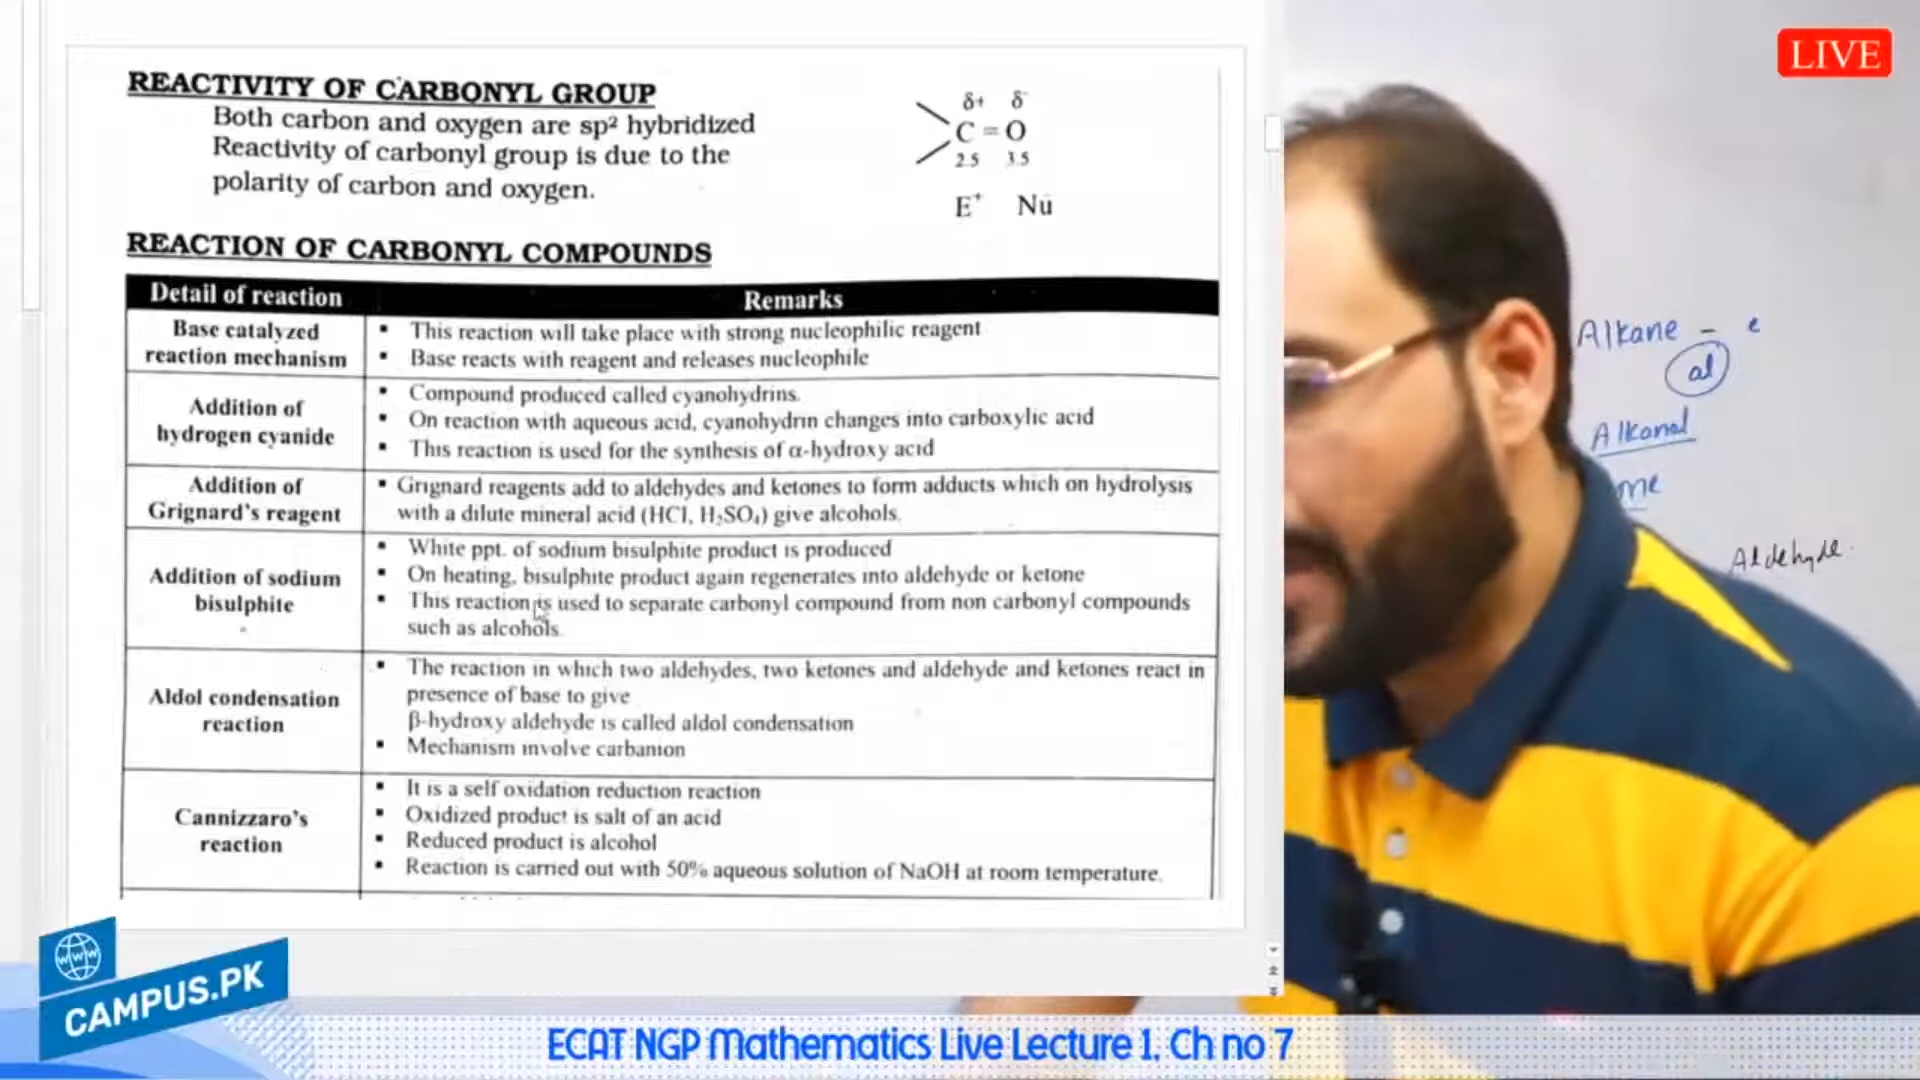 LIVE
REACTIVITY OF CARBONYL GROUP
Both carbon and oxygen are sp² hybridized
Reactivity of carbonyl group is due to the
polarity of carbon and oxygen.
δ+ δ-
C = O
2.5 3.5
E+ Nü
REACTION OF CARBONYL COMPOUNDS
Detail of reaction Remarks
Base catalyzed
reaction mechanism
▪ This reaction will take place with strong nucleophilic reagent
▪ Base reacts with reagent and releases nucleophile
Addition of
hydrogen cyanide
▪ Compound produced called cyanohydrins.
▪ On reaction with aqueous acid, cyanohydrin changes into carboxylic acid
▪ This reaction is used for the synthesis of α-hydroxy acid
Addition of
Grignard's reagent
▪ Grignard reagents add to aldehydes and ketones to form adducts which on hydrolysis
with a dilute mineral acid (HCl, H₂SO₄) give alcohols.
Addition of sodium
bisulphite
▪ White ppt. of sodium bisulphite product is produced
▪ On heating, bisulphite product again regenerates into aldehyde or ketone
▪ This reaction is used to separate carbonyl compound from non carbonyl compounds
such as alcohols.
Aldol condensation
reaction
▪ The reaction in which two aldehydes, two ketones and aldehyde and ketones react in
presence of base to give
β-hydroxy aldehyde is called aldol condensation
▪ Mechanism involve carbanion
Cannizzaro's
reaction
▪ It is a self oxidation reduction reaction
▪ Oxidized product is salt of an acid
▪ Reduced product is alcohol
▪ Reaction is carried out with 50% aqueous solution of NaOH at room temperature.
Alkane - e
al
Alkanal
Aldehyde.
www
CAMPUS.PK
ECAT NGP Mathematics Live Lecture 1, Ch no 7